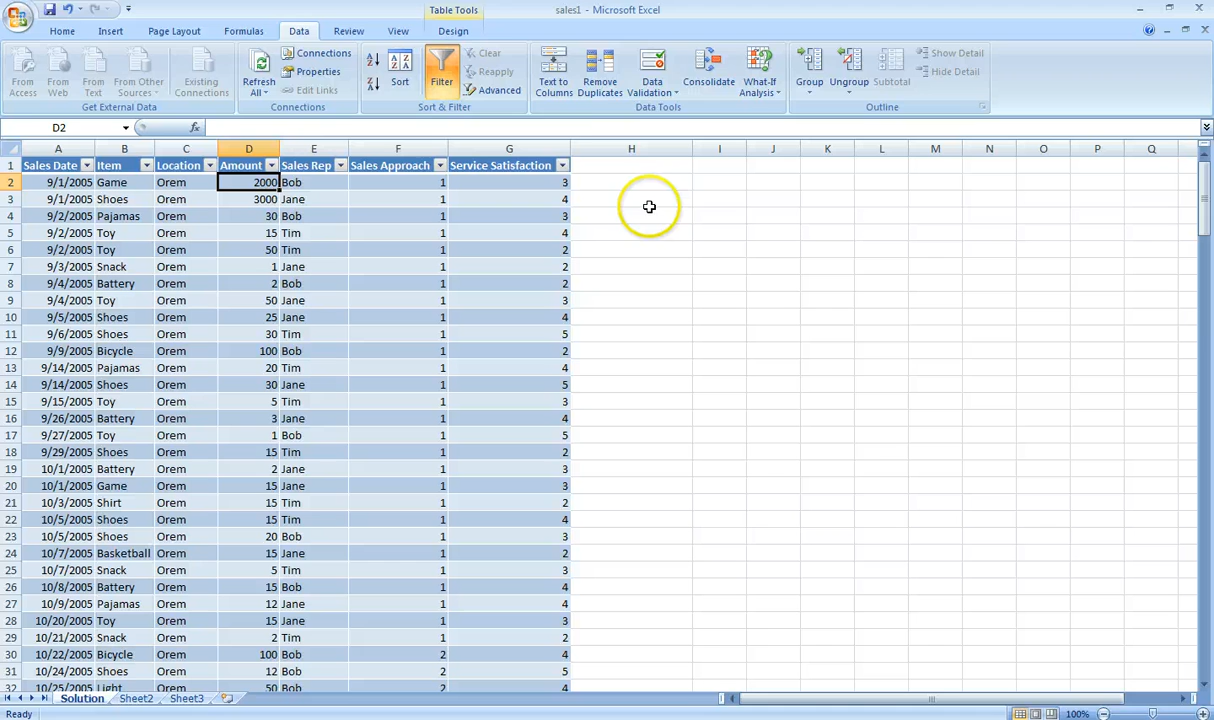 Table Tools
sales1 - Microsoft Excel
Home Insert Page Layout Formulas Data Review View Design
From Access From Web From Text From Other Sources Existing Connections
Get External Data
Refresh All Connections Properties Edit Links
Connections
Sort Filter Clear Reapply Advanced
Sort & Filter
Text to Columns Remove Duplicates Data Validation Consolidate What-If Analysis
Data Tools
Group Ungroup Subtotal Show Detail Hide Detail
Outline
D2 fx
A B C D E F G H I J K L M N O P Q
1 Sales Date Item Location Amount Sales Rep Sales Approach Service Satisfaction
2 9/1/2005 Game Orem 2000 Bob 1 3
3 9/1/2005 Shoes Orem 3000 Jane 1 4
4 9/2/2005 Pajamas Orem 30 Bob 1 3
5 9/2/2005 Toy Orem 15 Tim 1 4
6 9/2/2005 Toy Orem 50 Tim 1 2
7 9/3/2005 Snack Orem 1 Jane 1 2
8 9/4/2005 Battery Orem 2 Bob 1 2
9 9/4/2005 Toy Orem 50 Jane 1 3
10 9/5/2005 Shoes Orem 25 Jane 1 4
11 9/6/2005 Shoes Orem 30 Tim 1 5
12 9/9/2005 Bicycle Orem 100 Bob 1 2
13 9/14/2005 Pajamas Orem 20 Tim 1 4
14 9/14/2005 Shoes Orem 30 Jane 1 5
15 9/15/2005 Toy Orem 5 Tim 1 3
16 9/26/2005 Battery Orem 3 Jane 1 4
17 9/27/2005 Toy Orem 1 Bob 1 5
18 9/29/2005 Shoes Orem 15 Tim 1 2
19 10/1/2005 Battery Orem 2 Jane 1 3
20 10/1/2005 Game Orem 15 Jane 1 3
21 10/3/2005 Shirt Orem 15 Tim 1 2
22 10/5/2005 Shoes Orem 15 Tim 1 4
23 10/5/2005 Shoes Orem 20 Bob 1 3
24 10/7/2005 Basketball Orem 15 Jane 1 2
25 10/7/2005 Snack Orem 5 Tim 1 3
26 10/8/2005 Battery Orem 15 Bob 1 4
27 10/9/2005 Pajamas Orem 12 Jane 1 4
28 10/20/2005 Toy Orem 15 Jane 1 3
29 10/21/2005 Snack Orem 2 Tim 1 2
30 10/22/2005 Bicycle Orem 100 Bob 2 4
31 10/24/2005 Shoes Orem 12 Bob 2 5
32 10/25/2005 Light Orem 50 Bob 2 4
Solution Sheet2 Sheet3
Ready 100%